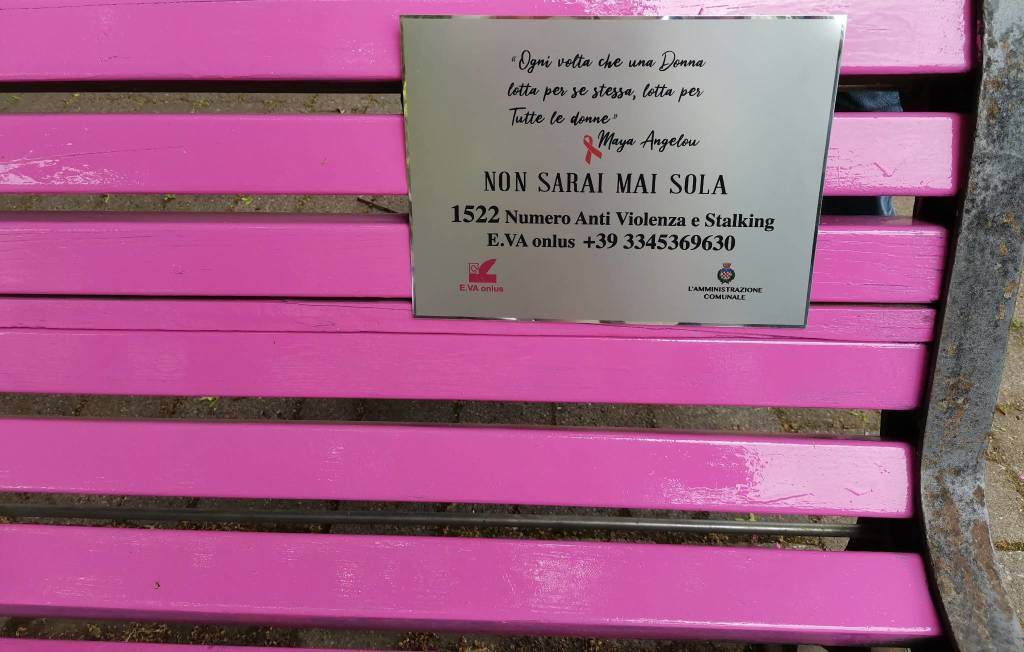 "Ogni volta che una Donna
lotta per se stessa, lotta per
Tutte le donne"
Maya Angelou
NON SARAI MAI SOLA
1522 Numero Anti Violenza e Stalking
E.VA onlus +39 3345369630
E.VA onlus
L'AMMINISTRAZIONE
COMUNALE